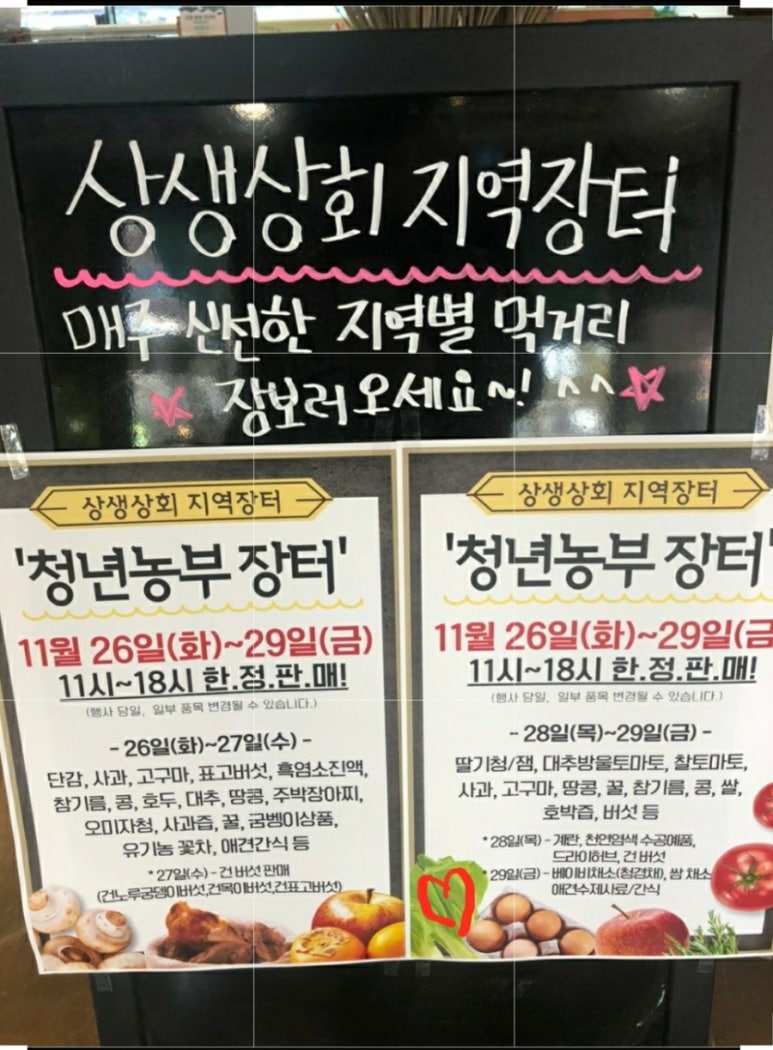 상생상회 지역장터
매주 신선한 지역별 먹거리
장보러 오세요~! ^^
상생상회 지역장터
'청년농부 장터'
11월 26일(화)~29일(금)
11시~18시 한.정.판.매!
(행사 당일, 일부 품목 변경될 수 있습니다.)
- 26일(화)~27일(수) -
단감, 사과, 고구마, 표고버섯, 흑염소진액,
참기름, 콩, 호두, 대추, 땅콩, 주박장아찌,
오미자청, 사과즙, 꿀, 굼벵이상품,
유기농 꽃차, 애견간식 등
* 27일(수) - 건 버섯 판매
(건노루궁뎅이버섯,건목이버섯,건표고버섯)
상생상회 지역장터
'청년농부 장터'
11월 26일(화)~29일(금
11시~18시 한.정.판.매!
(행사 당일, 일부 품목 변경될 수 있습니다.)
- 28일(목)~29일(금) -
딸기청/잼, 대추방울토마토, 찰토마토,
사과, 고구마, 땅콩, 꿀, 참기름, 콩, 쌀,
호박즙, 버섯 등
* 28일(목) - 계란, 천연염색 수공예품,
드라이허브, 건 버섯
* 29일(금) - 베이비채소(청경채), 쌈 채소
애견수제사료/간식